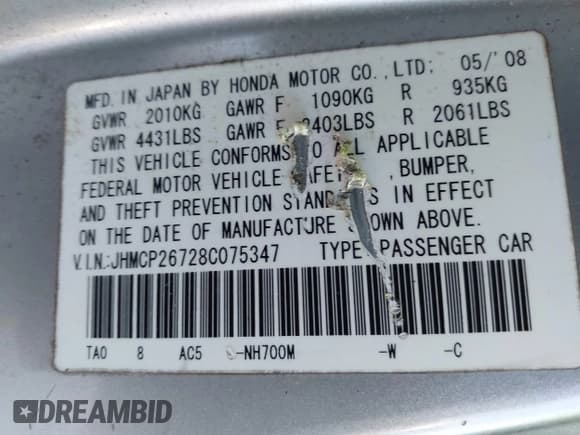 MFD. IN JAPAN BY HONDA MOTOR CO., LTD: 05/'08
GVWR 2010KG GAWR F 1090KG R 935KG
GVWR 4431LBS GAWR F 2403LBS R 2061LBS
THIS VEHICLE CONFORMS TO ALL APPLICABLE
FEDERAL MOTOR VEHICLE , BUMPER,
AND THEFT PREVENTION IN EFFECT
ON THE DATE OF MANUFACTURE SHOWN ABOVE.
V.I.N.:JHMCP26728C075347 TYPE: PASSENGER CAR
TA0 8 AC5 -NH700M -W -C
DREAMBID